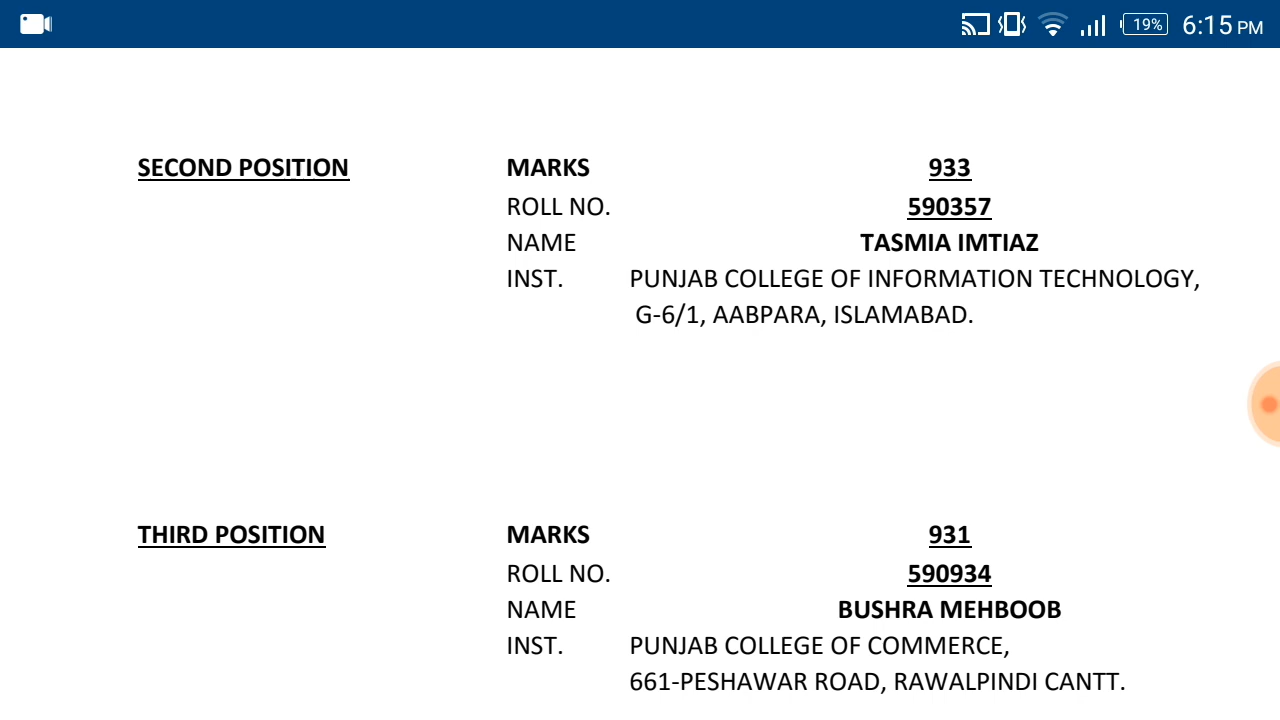 19% 6:15 PM
SECOND POSITION MARKS 933
ROLL NO. 590357
NAME TASMIA IMTIAZ
INST. PUNJAB COLLEGE OF INFORMATION TECHNOLOGY,
G-6/1, AABPARA, ISLAMABAD.
THIRD POSITION MARKS 931
ROLL NO. 590934
NAME BUSHRA MEHBOOB
INST. PUNJAB COLLEGE OF COMMERCE,
661-PESHAWAR ROAD, RAWALPINDI CANTT.